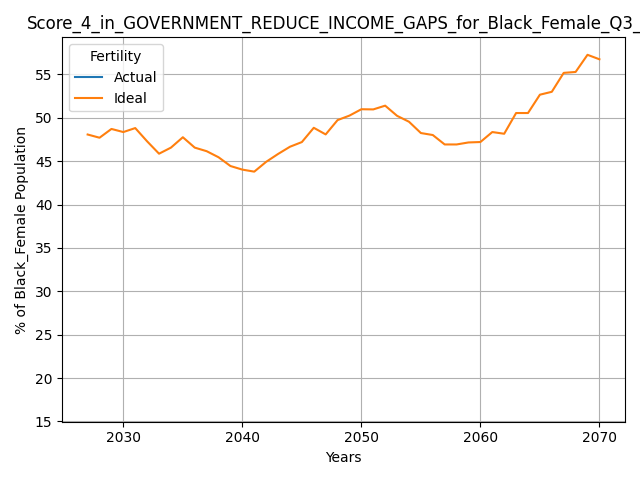 Score_4_in_GOVERNMENT_REDUCE_INCOME_GAPS_for_Black_Female_Q3_
Fertility
Actual
Ideal
% of Black_Female Population
55
50
45
40
35
30
25
20
15
2030 2040 2050 2060 2070
Years